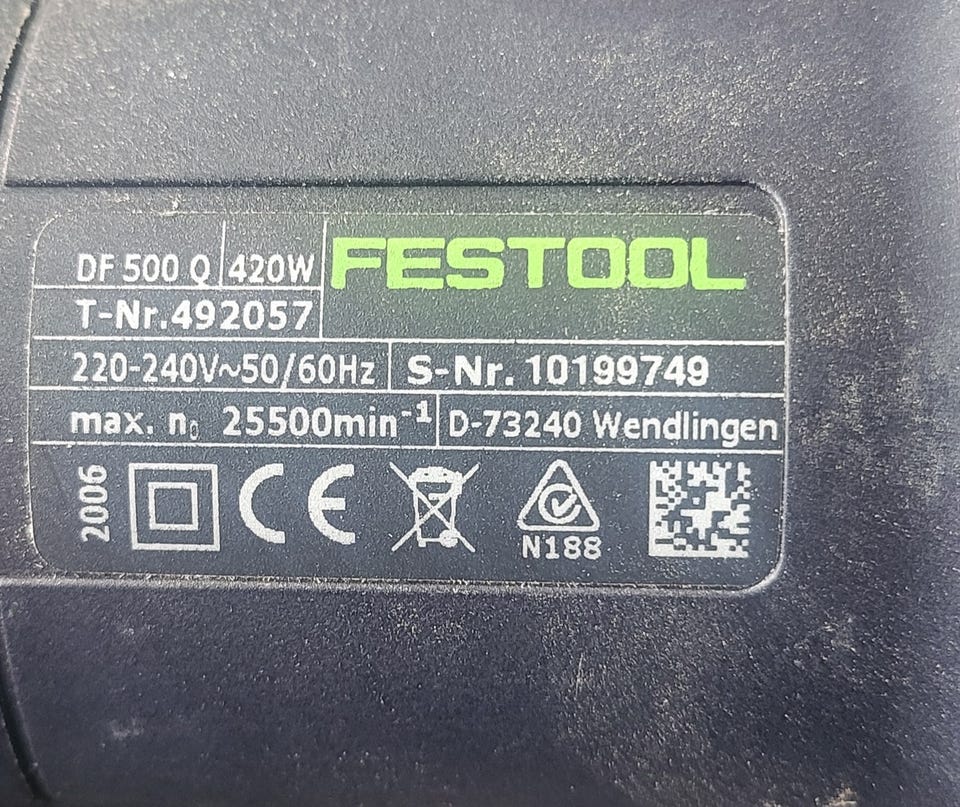 DF 500 Q 420W FESTOOL
T-Nr.492057
220-240V~50/60Hz S-Nr. 10199749
max. n₀ 25500min⁻¹ D-73240 Wendlingen
2006 CE
N188